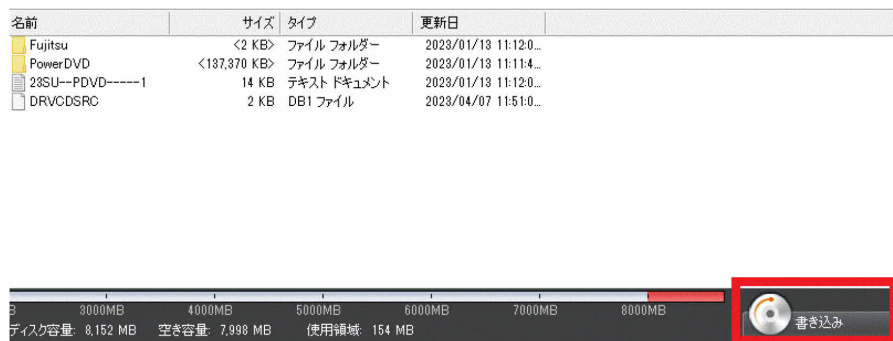 名前 サイズ タイプ 更新日
Fujitsu <2 KB> ファイル フォルダー 2023/01/13 11:12:0...
PowerDVD <137,370 KB> ファイル フォルダー 2023/01/13 11:11:4...
23SU--PDVD-----1 14 KB テキスト ドキュメント 2023/01/13 11:12:0...
DRVCDSRC 2 KB DB1 ファイル 2023/04/07 11:51:0...
B 3000MB 4000MB 5000MB 6000MB 7000MB 8000MB
ディスク容量: 8,152 MB 空き容量: 7,998 MB 使用領域: 154 MB
書き込み